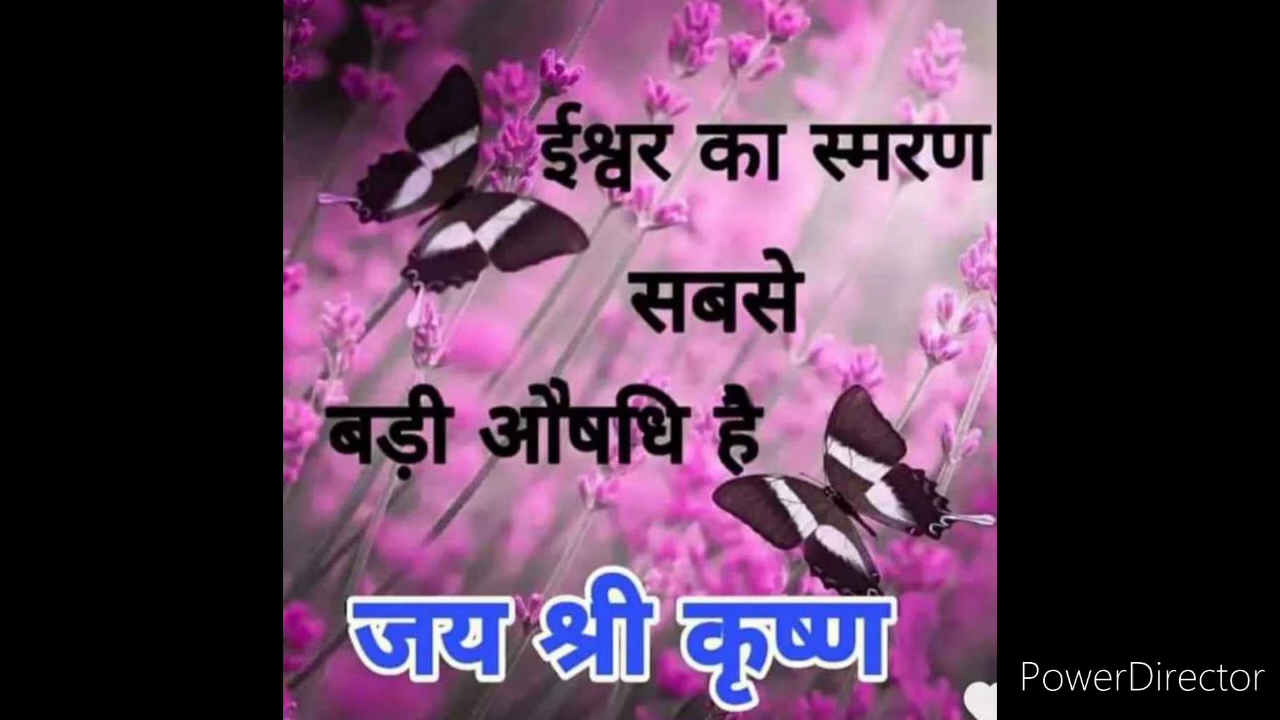 ईश्वर का स्मरण
सबसे
बड़ी औषधि है
जय श्री कृष्ण
PowerDirector